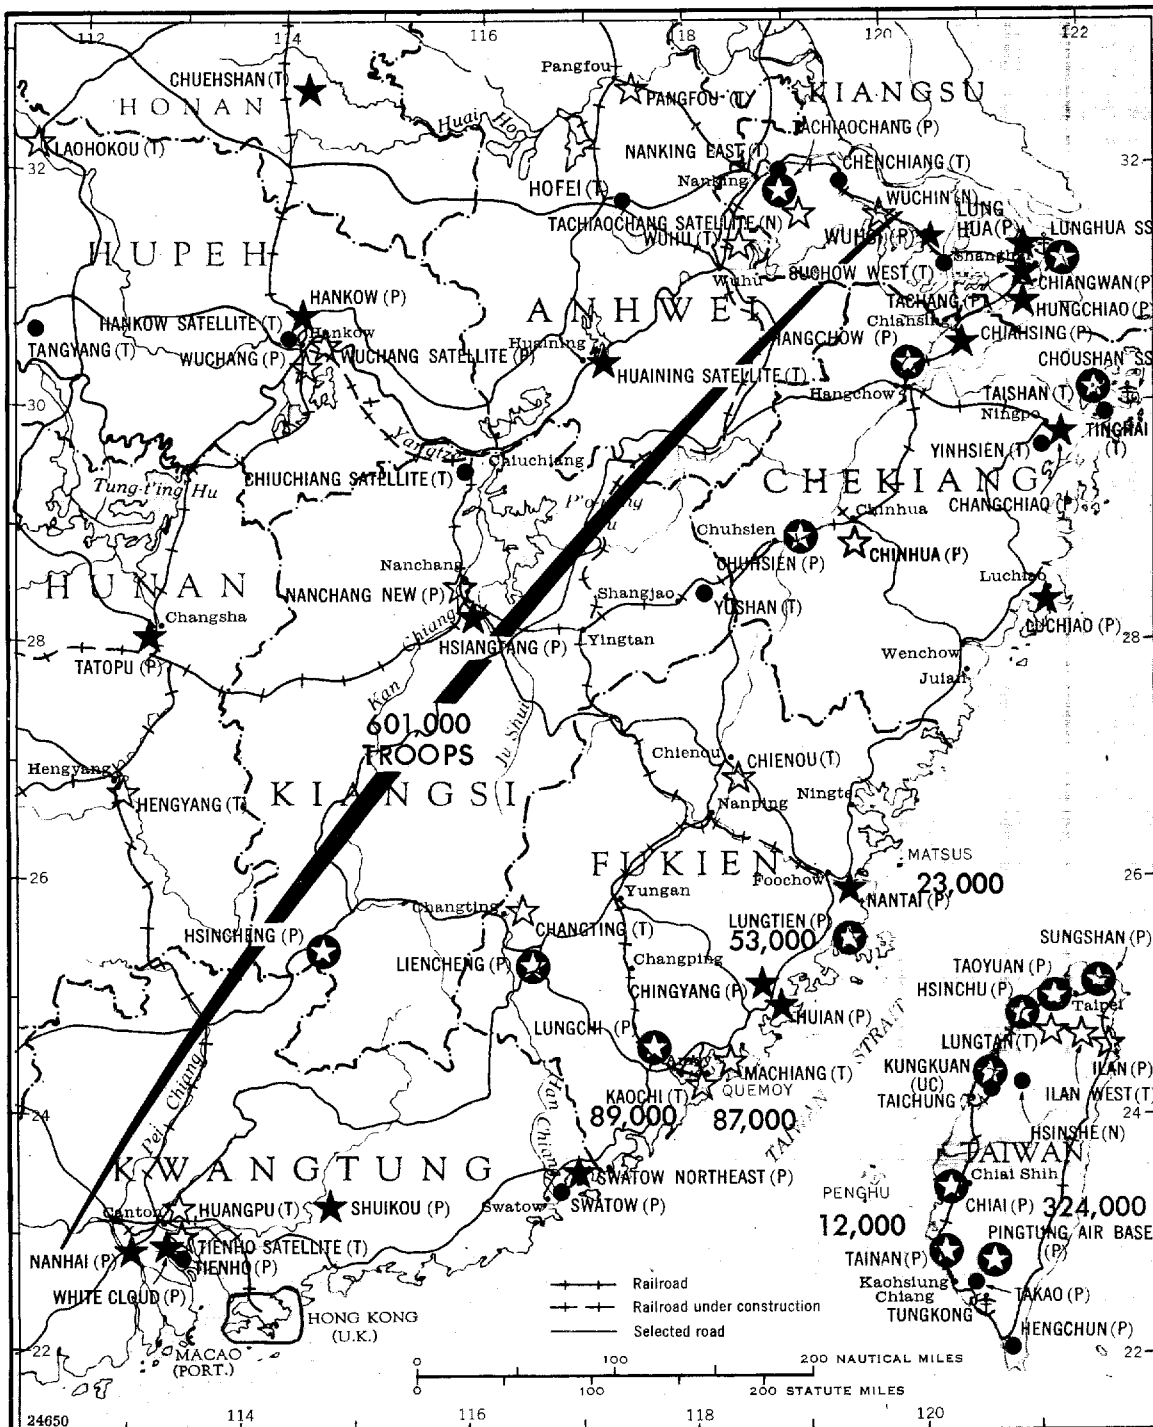 112
114
116
118
120
122
CHUEHSHAN (T)
HONAN
LAOHOKOU (T)
Huai Ho
Pangfou
PANGFOU (T)
KIANGSU
TACHIAOCHANG (P)
NANKING EAST (T)
Nanking
CHENCHIANG (T)
32
32
HOFEI (T)
TACHIAOCHANG SATELLITE (N)
WUHU (T)
Wuhu
WUCHIN (N)
WUHSI (P)
LUNG
HUA (P)
LUNGHUA SS
Shanghai
SUCHOW WEST (T)
CHIANGWAN (P)
TACHANG (P)
HUNGCHIAO (P)
HUPEH
HANKOW (P)
HANKOW SATELLITE (T)
Hankow
TANGYANG (T)
WUCHANG (P)
WUCHANG SATELLITE (P)
ANHWEI
Huaining
HUAINING SATELLITE (T)
Chiahsing
CHIAHSING (P)
HANGCHOW (P)
Hangchow
CHOUSHAN SS
TAISHAN (T)
Ningpo
TINGHAI
(T)
30
30
YINHSIEN (T)
CHANGCHIAO (P)
Yangtze
Chiuchiang
CHIUCHIANG SATELLITE (T)
Tung-t'ing Hu
CHEKIANG
Chinhua
Chuhsien
CHUHSIEN (P)
CHINHUA (P)
HUNAN
Nanchang
NANCHANG NEW (P)
Changsha
TATOPU (P)
Chiang
HSIANGTANG (P)
Shangjao
YUSHAN (T)
Yingtan
Luchiao
LUCHIAO (P)
28
28
Wenchow
Juian
Kan
Fu Shui
601,000
TROOPS
Hengyang
HENGYANG (T)
KIANGSI
Chienou
CHIENOU (T)
Nanping
Ningte
FUKIEN
MATSUS
23,000
26
26
Foochow
NANTAI (P)
Yungan
Changting
CHANGTING (T)
LUNGTIEN (P)
53,000
HSINCHENG (P)
LIENCHENG (P)
Changping
CHINGYANG (P)
HUIAN (P)
SUNGSHAN (P)
TAOYUAN (P)
HSINCHU (P)
Taipei
LUNGCHI (P)
Amoy
MACHIANG (T)
KAOCHI (T)
89,000
QUEMOY
87,000
TAIWAN STRAIT
LUNGTAN (T)
KUNGKUAN
(UC)
TAICHUNG
ILAN (P)
ILAN WEST (T)
HSINSHE (N)
24
24
Pei Chiang
Han Chiang
KWANGTUNG
SWATOW NORTHEAST (P)
Swatow
SWATOW (P)
TAIWAN
Chiai Shih
CHIAI (P)
PENGHU
12,000
324,000
PINGTUNG AIR BASE
(P)
TAINAN (P)
Kaohsiung
Chiang
TUNGKONG
TAKAO (P)
HENGCHUN (P)
Canton
HUANGPU (T)
SHUIKOU (P)
NANHAI (P)
TIENHO SATELLITE (T)
TIENHO (P)
WHITE CLOUD (P)
HONG KONG
(U.K.)
MACAO
(PORT.)
Railroad
Railroad under construction
Selected road
22
22
0
100
200 NAUTICAL MILES
0
100
200 STATUTE MILES
24650
114
116
118
120